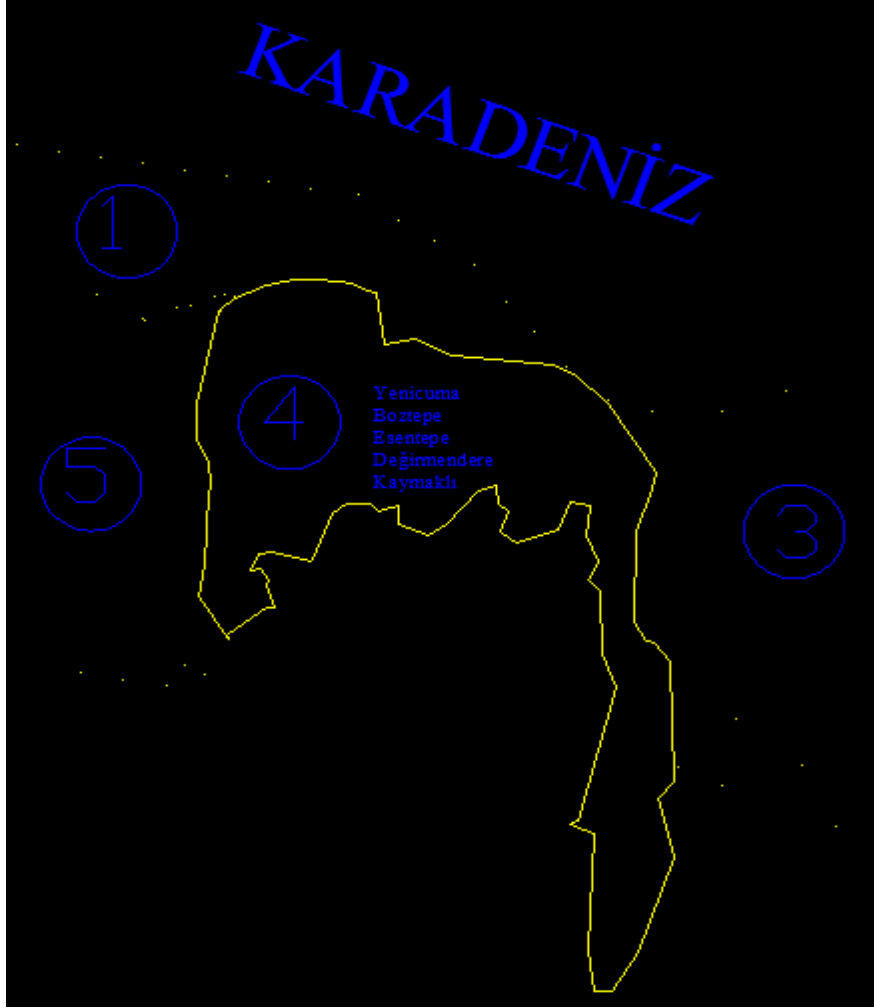 KARADENİZ
1
4
Yenicuma
Boztepe
Esentepe
Değirmendere
Kaymaklı
5
3